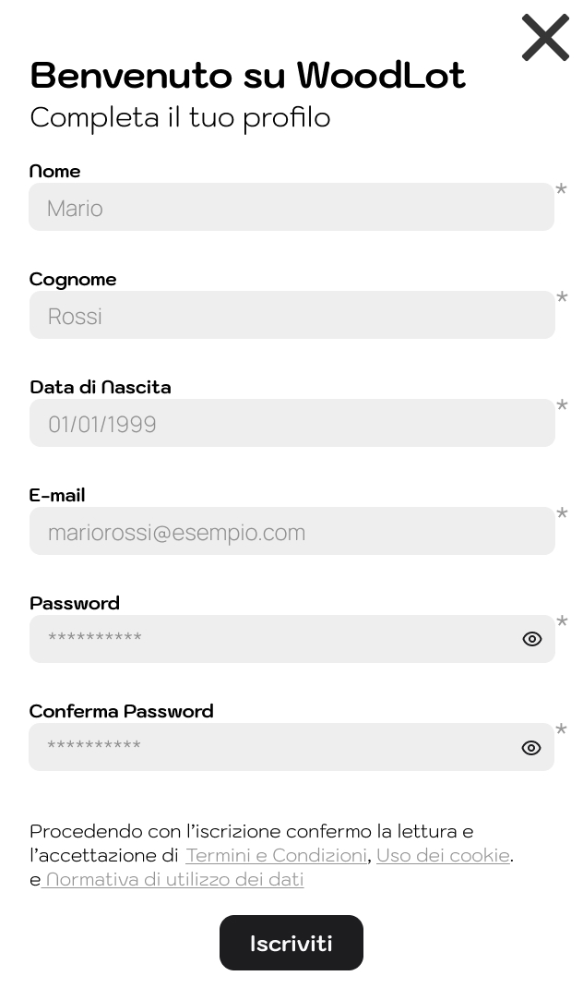 Benvenuto su WoodLot
Completa il tuo profilo
Nome
*
Mario
Cognome
*
Rossi
Data di Nascita
*
01/01/1999
E-mail
*
mariorossi@esempio.com
Password
*
**********
Conferma Password
*
**********
Procedendo con l’iscrizione confermo la lettura e
l’accettazione di Termini e Condizioni, Uso dei cookie.
e Normativa di utilizzo dei dati
Iscriviti